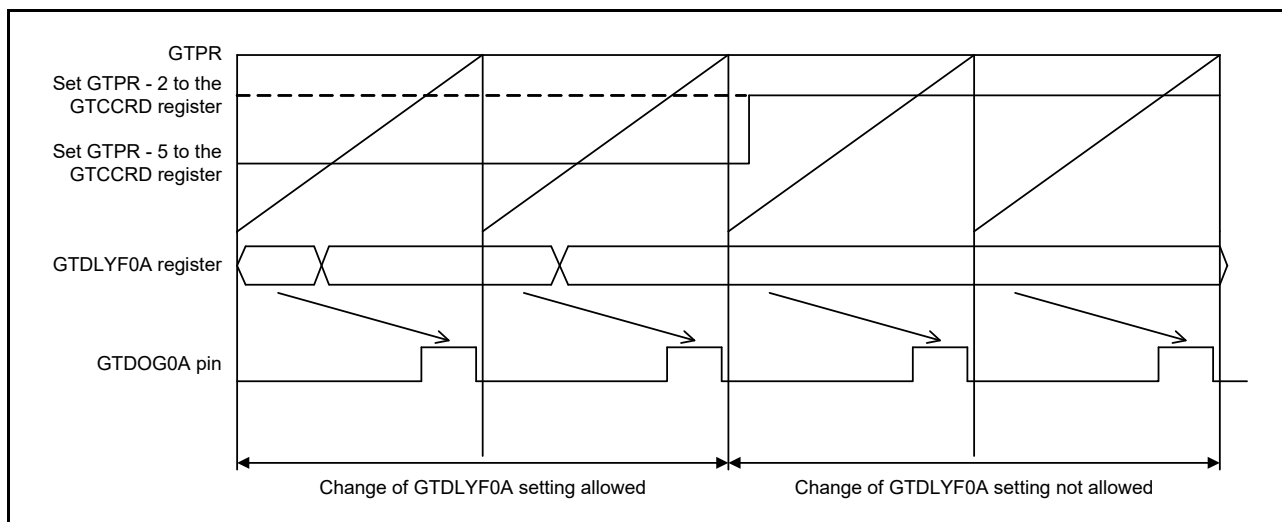 GTPR
Set GTPR - 2 to the
GTCCRD register
Set GTPR - 5 to the
GTCCRD register
GTDLYF0A register
GTDOG0A pin
Change of GTDLYF0A setting allowed
Change of GTDLYF0A setting not allowed